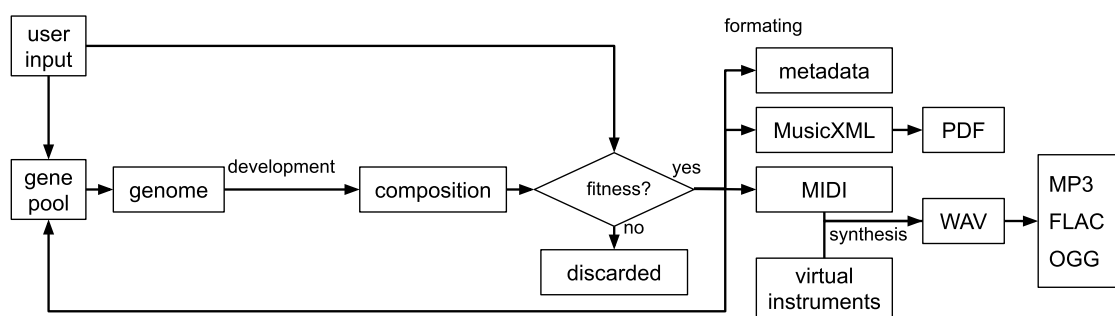 user
input
formating
metadata
MusicXML
PDF
gene
pool
genome
development
composition
fitness?
yes
no
discarded
MIDI
synthesis
WAV
virtual
instruments
MP3
FLAC
OGG